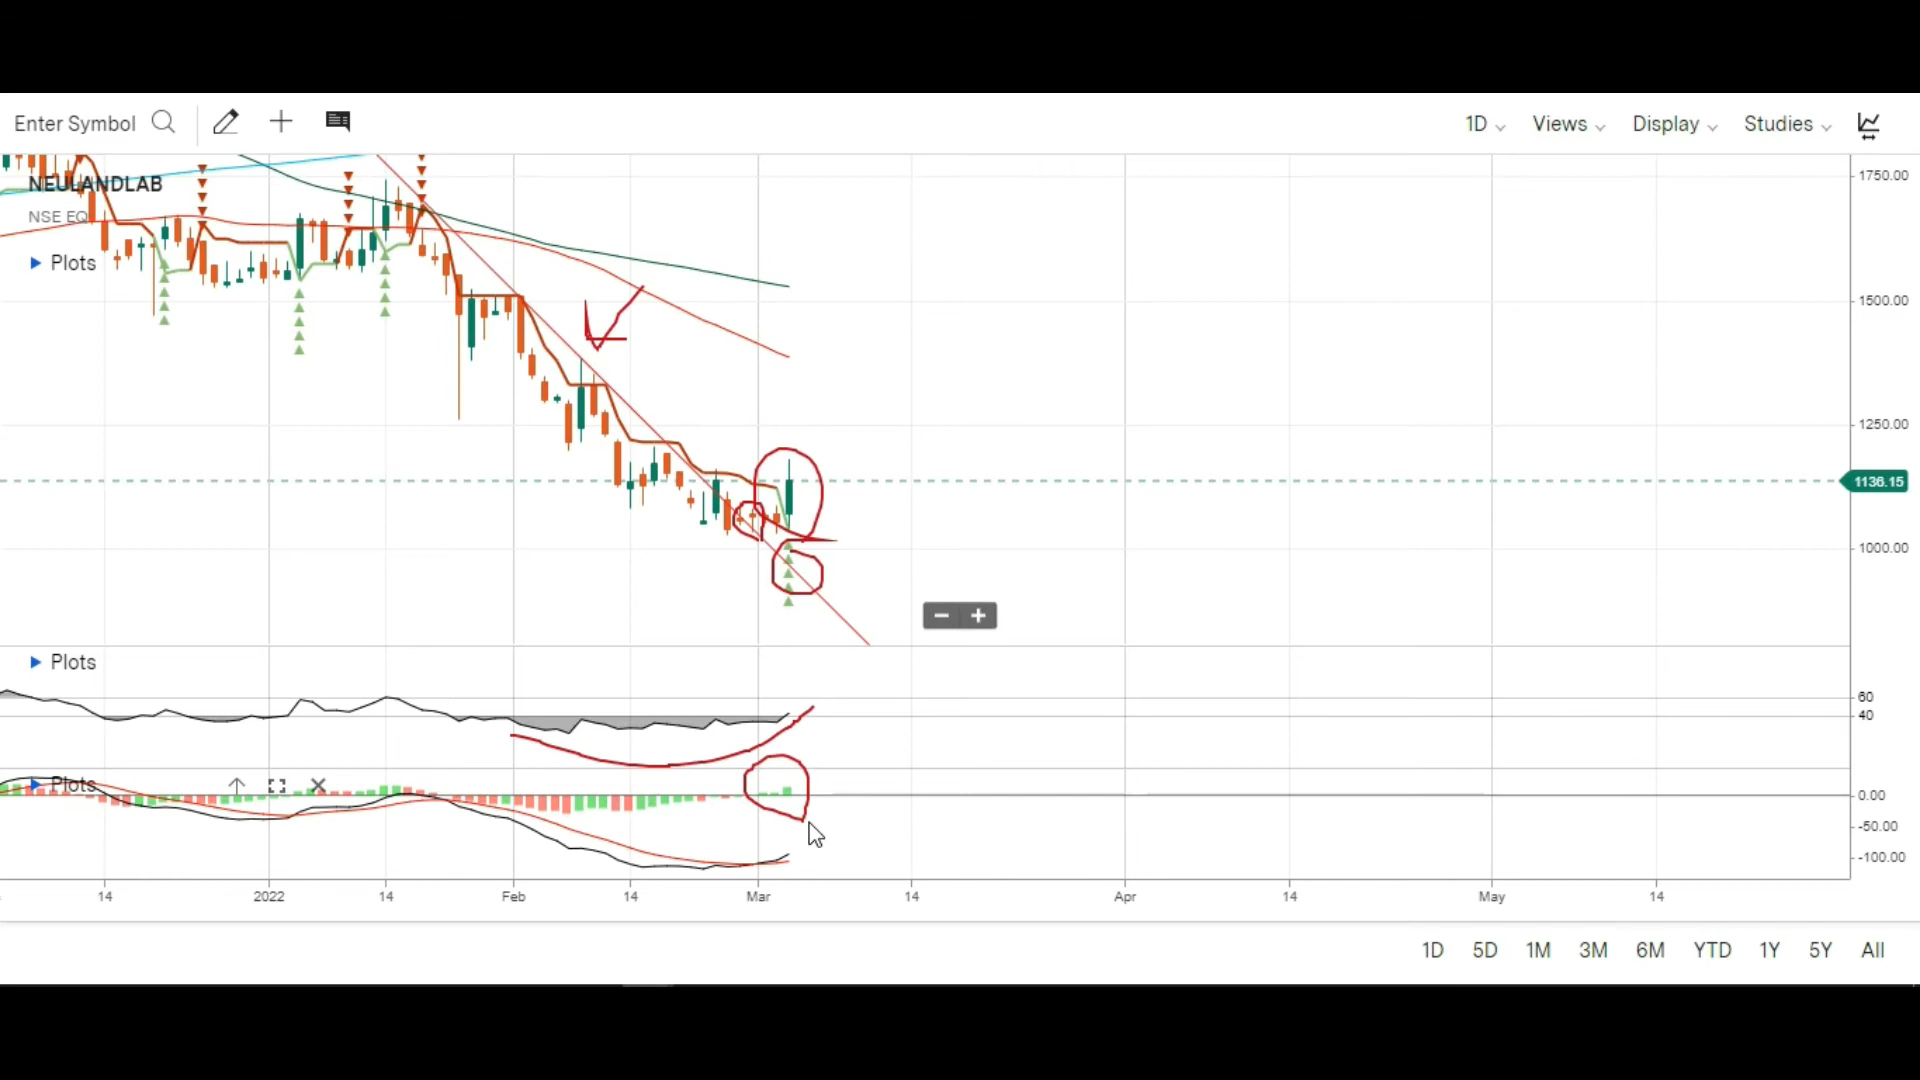 Enter Symbol
1D Views Display Studies
NEULANDLAB
NSE EQ
Plots
1750.00
1500.00
1250.00
1136.15
1000.00
Plots
60
40
Plots
0.00
-50.00
-100.00
14 2022 14 Feb 14 Mar 14 Apr 14 May 14
1D 5D 1M 3M 6M YTD 1Y 5Y All